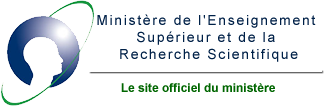 Ministère de l'Enseignement
Supérieur et de la
Recherche Scientifique
Le site officiel du ministère